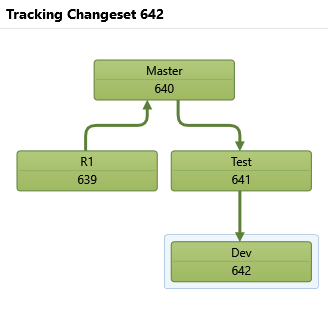 Tracking Changeset 642
Master
640
R1
639
Test
641
Dev
642